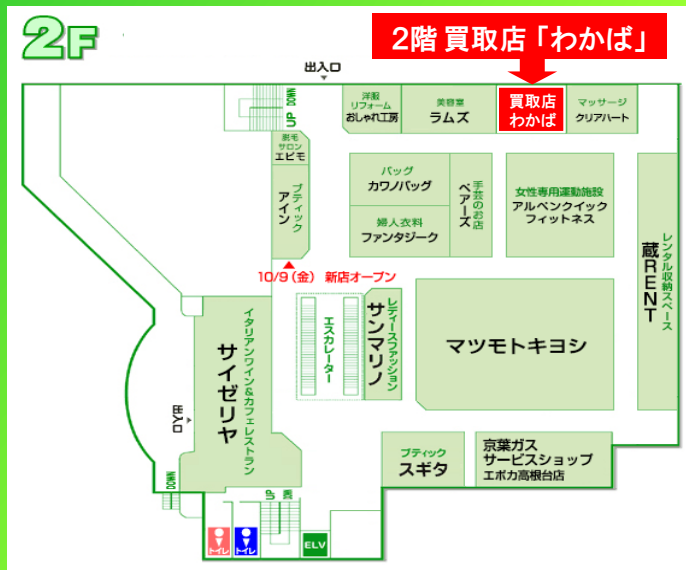 2F
2階 買取店「わかば」
出入口
UP
DOWN
洋服
リフォーム
おしゃれ工房
美容室
ラムズ
買取店
わかば
マッサージ
クリアハート
脱毛
サロン
エピモ
ブティック
アイン
バッグ
カワノバッグ
婦人衣料
ファンタジーク
手芸のお店
ベアーズ
女性専用運動施設
アルペンクイック
フィットネス
レンタル収納スペース
蔵RENT
10/9(金) 新店オープン
エスカレーター
レディースファッション
サンマリノ
マツモトキヨシ
イタリアンワイン&カフェレストラン
サイゼリヤ
出入口
ブティック
スギタ
京葉ガス
サービスショップ
エポカ高根台店
DOWN
UP
DOWN
トイレ
トイレ
ELV